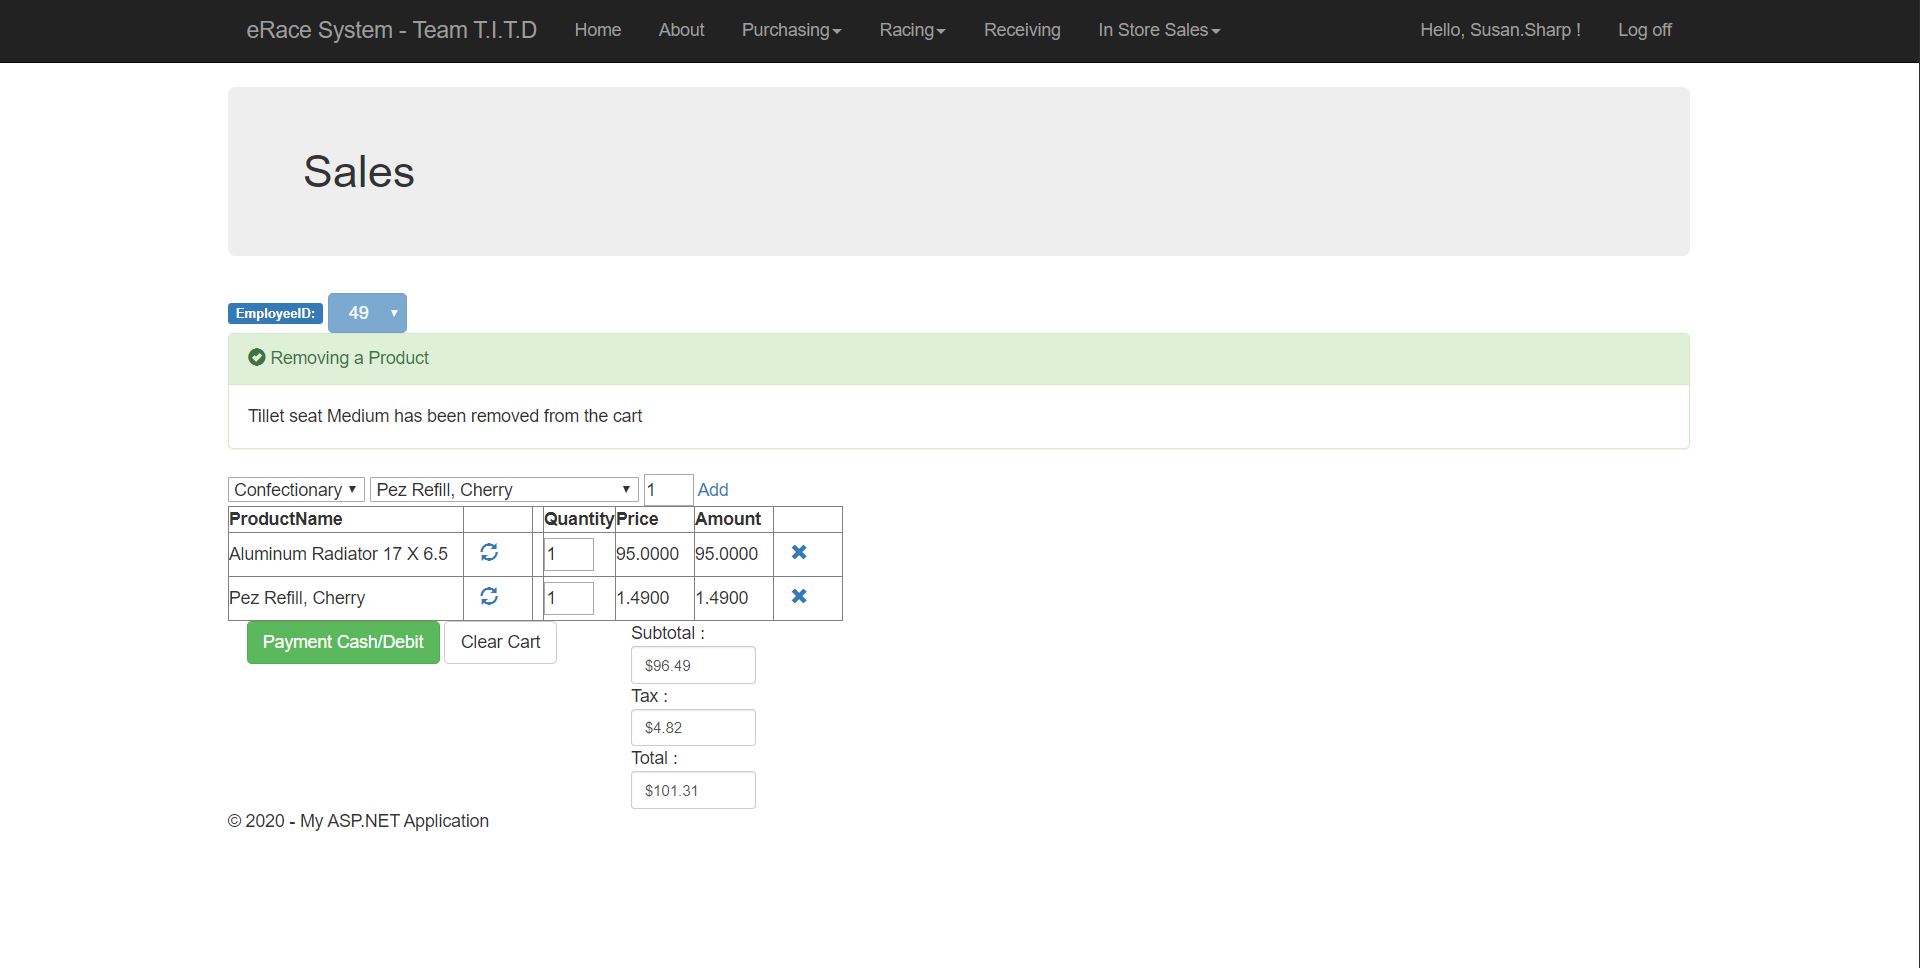 eRace System - Team T.I.T.D Home About Purchasing Racing Receiving In Store Sales Hello, Susan.Sharp ! Log off
Sales
EmployeeID: 49
Removing a Product
Tillet seat Medium has been removed from the cart
Confectionary Pez Refill, Cherry 1 Add
ProductName Quantity Price Amount
Aluminum Radiator 17 X 6.5 1 95.0000 95.0000
Pez Refill, Cherry 1 1.4900 1.4900
Payment Cash/Debit Clear Cart Subtotal :
$96.49
Tax :
$4.82
Total :
$101.31
© 2020 - My ASP.NET Application